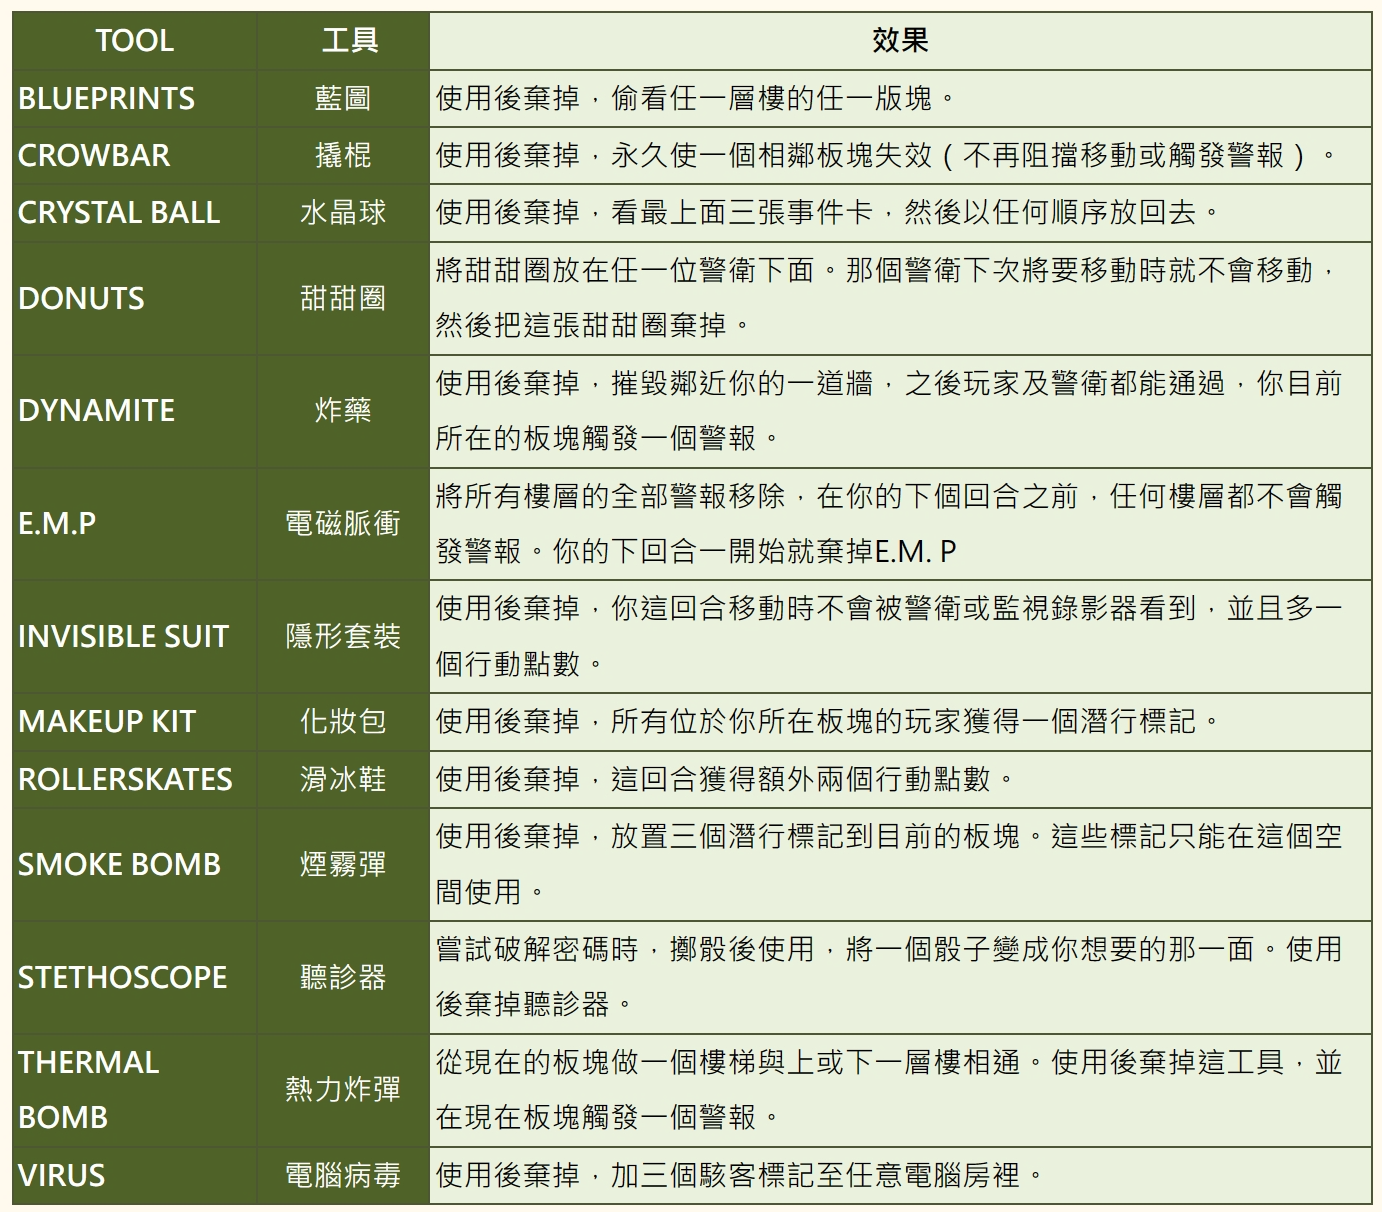 TOOL 工具 效果
BLUEPRINTS 藍圖 使用後棄掉，偷看任一層樓的任一版塊。
CROWBAR 撬棍 使用後棄掉，永久使一個相鄰板塊失效（不再阻擋移動或觸發警報）。
CRYSTAL BALL 水晶球 使用後棄掉，看最上面三張事件卡，然後以任何順序放回去。
DONUTS 甜甜圈 將甜甜圈放在任一位警衛下面。那個警衛下次將要移動時就不會移動，
然後把這張甜甜圈棄掉。
DYNAMITE 炸藥 使用後棄掉，摧毀鄰近你的一道牆，之後玩家及警衛都能通過，你目前
所在的板塊觸發一個警報。
E.M.P 電磁脈衝 將所有樓層的全部警報移除，在你的下個回合之前，任何樓層都不會觸
發警報。你的下回合一開始就棄掉E.M. P
INVISIBLE SUIT 隱形套裝 使用後棄掉，你這回合移動時不會被警衛或監視錄影器看到，並且多一
個行動點數。
MAKEUP KIT 化妝包 使用後棄掉，所有位於你所在板塊的玩家獲得一個潛行標記。
ROLLERSKATES 滑冰鞋 使用後棄掉，這回合獲得額外兩個行動點數。
SMOKE BOMB 煙霧彈 使用後棄掉，放置三個潛行標記到目前的板塊。這些標記只能在這個空
間使用。
STETHOSCOPE 聽診器 嘗試破解密碼時，擲骰後使用，將一個骰子變成你想要的那一面。使用
後棄掉聽診器。
THERMAL
BOMB 熱力炸彈 從現在的板塊做一個樓梯與上或下一層樓相通。使用後棄掉這工具，並
在現在板塊觸發一個警報。
VIRUS 電腦病毒 使用後棄掉，加三個駭客標記至任意電腦房裡。